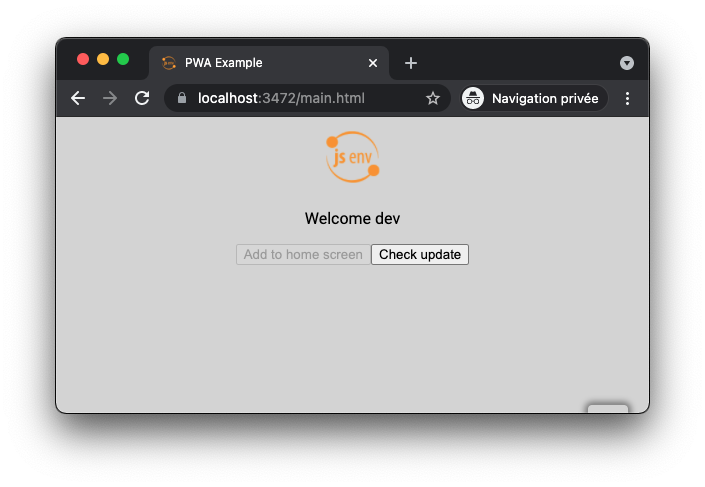 PWA Example
localhost:3472/main.html
Navigation privée
js env
Welcome dev
Add to home screen
Check update